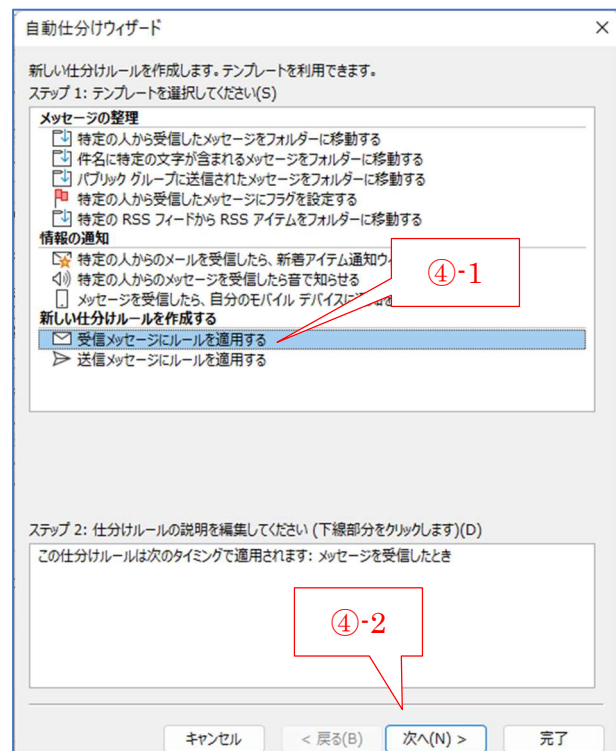 自動仕分けウィザード
新しい仕分けルールを作成します。テンプレートを利用できます。
ステップ 1: テンプレートを選択してください(S)
メッセージの整理
特定の人から受信したメッセージをフォルダーに移動する
件名に特定の文字が含まれるメッセージをフォルダーに移動する
パブリック グループに送信されたメッセージをフォルダーに移動する
特定の人から受信したメッセージにフラグを設定する
特定の RSS フィードから RSS アイテムをフォルダーに移動する
情報の通知
特定の人からのメールを受信したら、新着アイテム通知ウ
④-1
特定の人からのメッセージを受信したら音で知らせる
メッセージを受信したら、自分のモバイル デバイスに
新しい仕分けルールを作成する
受信メッセージにルールを適用する
送信メッセージにルールを適用する
ステップ 2: 仕分けルールの説明を編集してください (下線部分をクリックします)(D)
この仕分けルールは次のタイミングで適用されます: メッセージを受信したとき
④-2
キャンセル
< 戻る(B)
次へ(N) >
完了